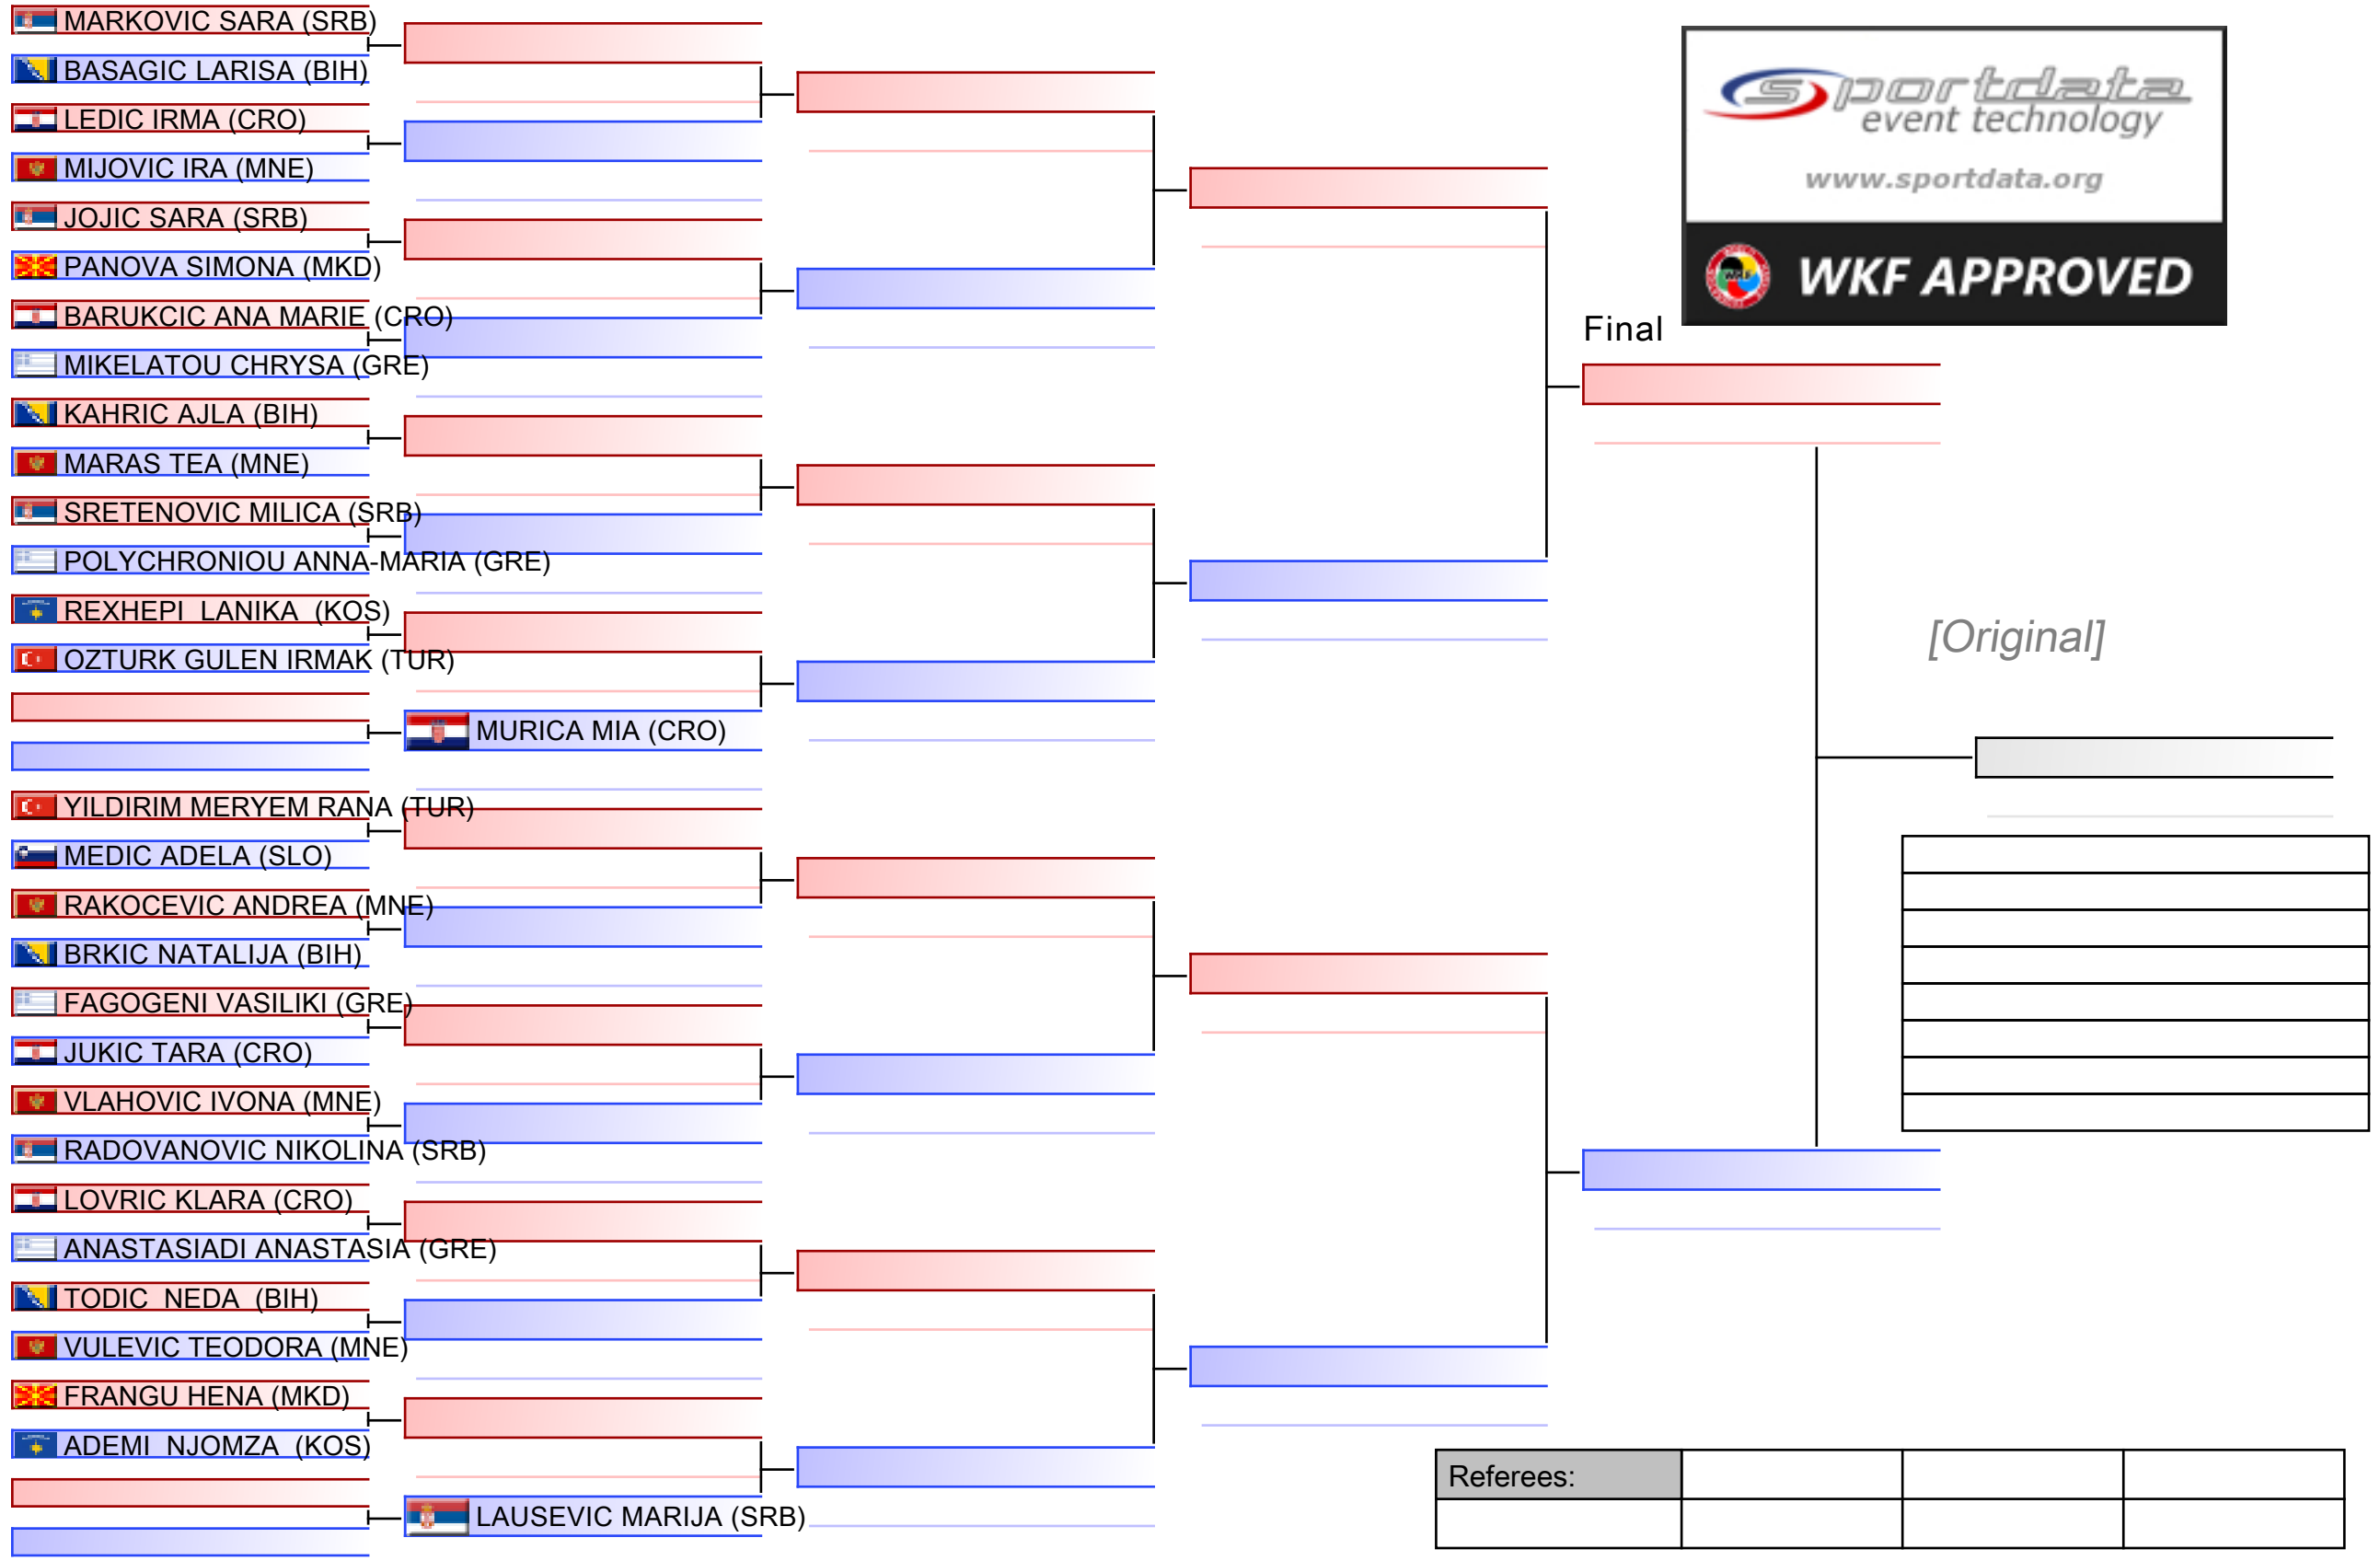 MARKOVIC SARA (SRB)
BASAGIC LARISA (BIH)
LEDIC IRMA (CRO)
MIJOVIC IRA (MNE)
JOJIC SARA (SRB)
PANOVA SIMONA (MKD)
BARUKCIC ANA MARIE (CRO)
MIKELATOU CHRYSA (GRE)
KAHRIC AJLA (BIH)
MARAS TEA (MNE)
SRETENOVIC MILICA (SRB)
POLYCHRONIOU ANNA-MARIA (GRE)
REXHEPI LANIKA (KOS)
OZTURK GULEN IRMAK (TUR)
MURICA MIA (CRO)
YILDIRIM MERYEM RANA (TUR)
MEDIC ADELA (SLO)
RAKOCEVIC ANDREA (MNE)
BRKIC NATALIJA (BIH)
FAGOGENI VASILIKI (GRE)
JUKIC TARA (CRO)
VLAHOVIC IVONA (MNE)
RADOVANOVIC NIKOLINA (SRB)
LOVRIC KLARA (CRO)
ANASTASIADI ANASTASIA (GRE)
TODIC NEDA (BIH)
VULEVIC TEODORA (MNE)
FRANGU HENA (MKD)
ADEMI NJOMZA (KOS)
LAUSEVIC MARIJA (SRB)
sportdata
event technology
www.sportdata.org
WKF APPROVED
Final
[Original]
Referees: